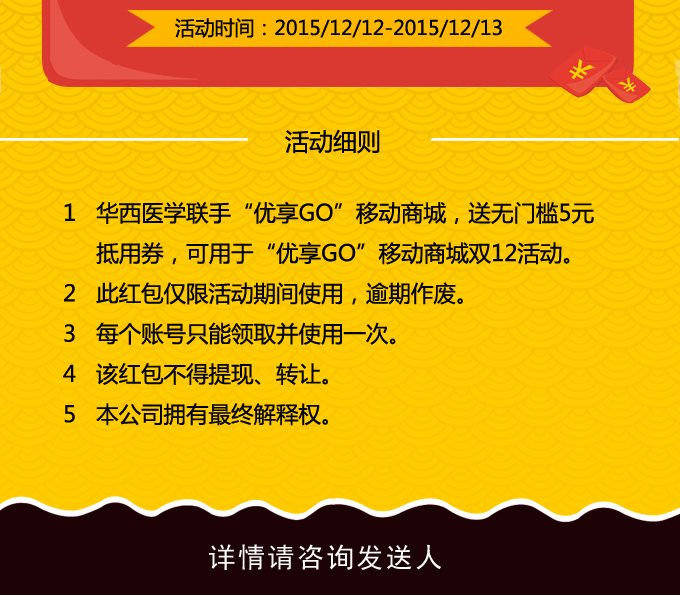 活动时间：2015/12/12-2015/12/13
活动细则
1 华西医学联手“优享GO”移动商城，送无门槛5元
抵用券，可用于“优享GO”移动商城双12活动。
2 此红包仅限活动期间使用，逾期作废。
3 每个账号只能领取并使用一次。
4 该红包不得提现、转让。
5 本公司拥有最终解释权。
详情请咨询发送人